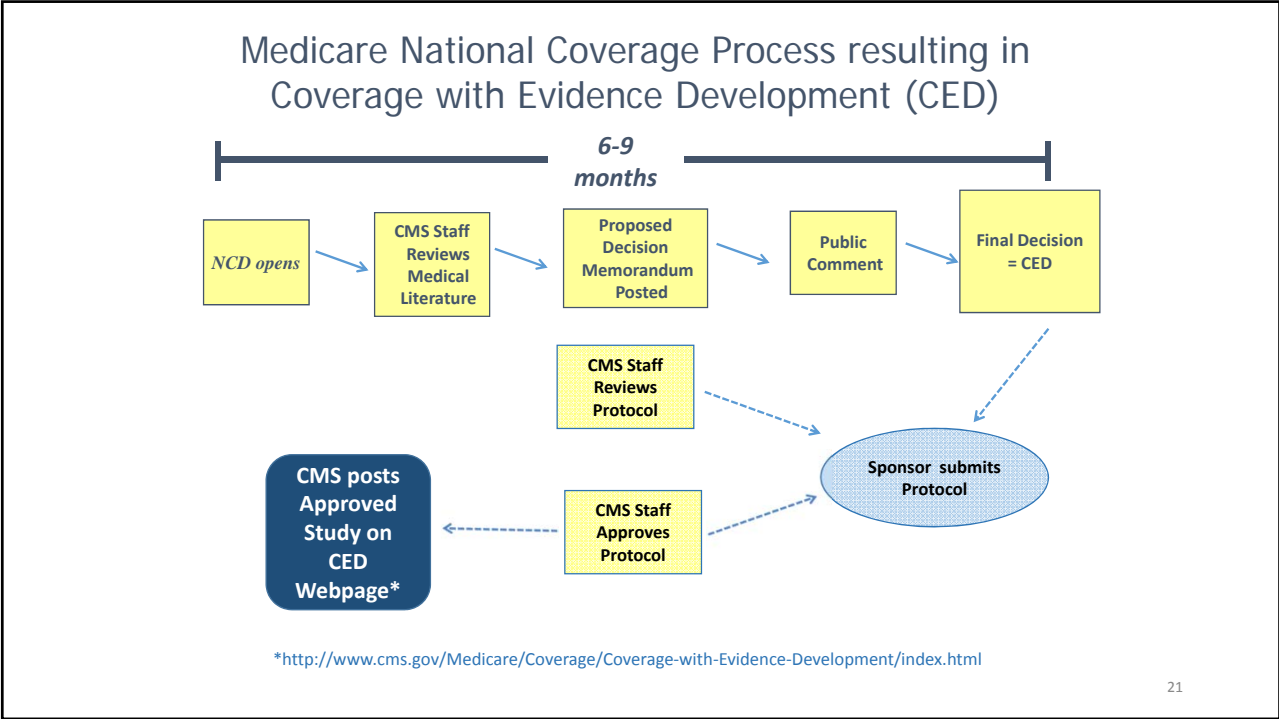 Medicare National Coverage Process resulting in
Coverage with Evidence Development (CED)
6-9
months
NCD opens
CMS Staff
Reviews
Medical
Literature
Proposed
Decision
Memorandum
Posted
Public
Comment
Final Decision
= CED
CMS Staff
Reviews
Protocol
Sponsor submits
Protocol
CMS posts
Approved
Study on
CED
Webpage*
CMS Staff
Approves
Protocol
*http://www.cms.gov/Medicare/Coverage/Coverage-with-Evidence-Development/index.html
21